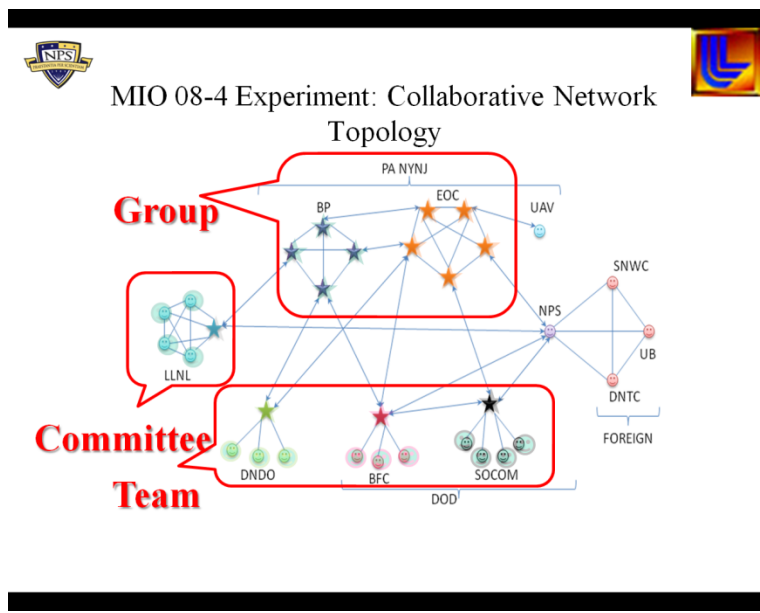 NPS
MIO 08-4 Experiment: Collaborative Network
Topology
PA NYNJ
Group
BP
EOC
UAV
SNWC
NPS
UB
LLNL
DNTC
Committee
FOREIGN
Team
DNDO
BFC
SOCOM
DOD